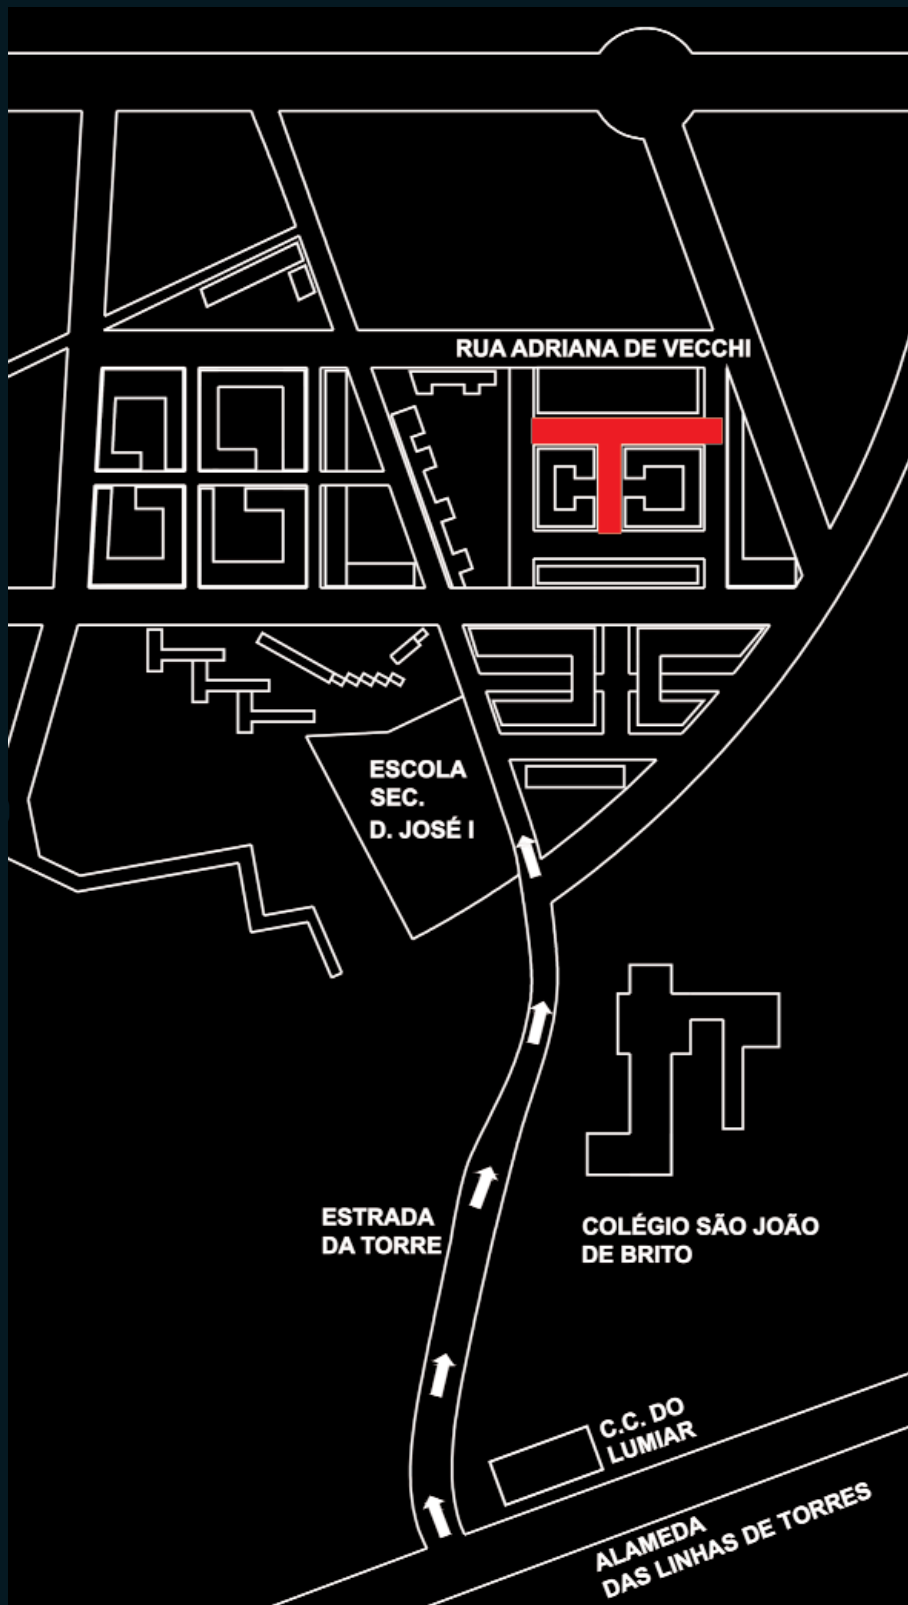 RUA ADRIANA DE VECCHI
ESCOLA
SEC.
D. JOSÉ I
ESTRADA
DA TORRE
COLÉGIO SÃO JOÃO
DE BRITO
C.C. DO
LUMIAR
ALAMEDA
DAS LINHAS DE TORRES